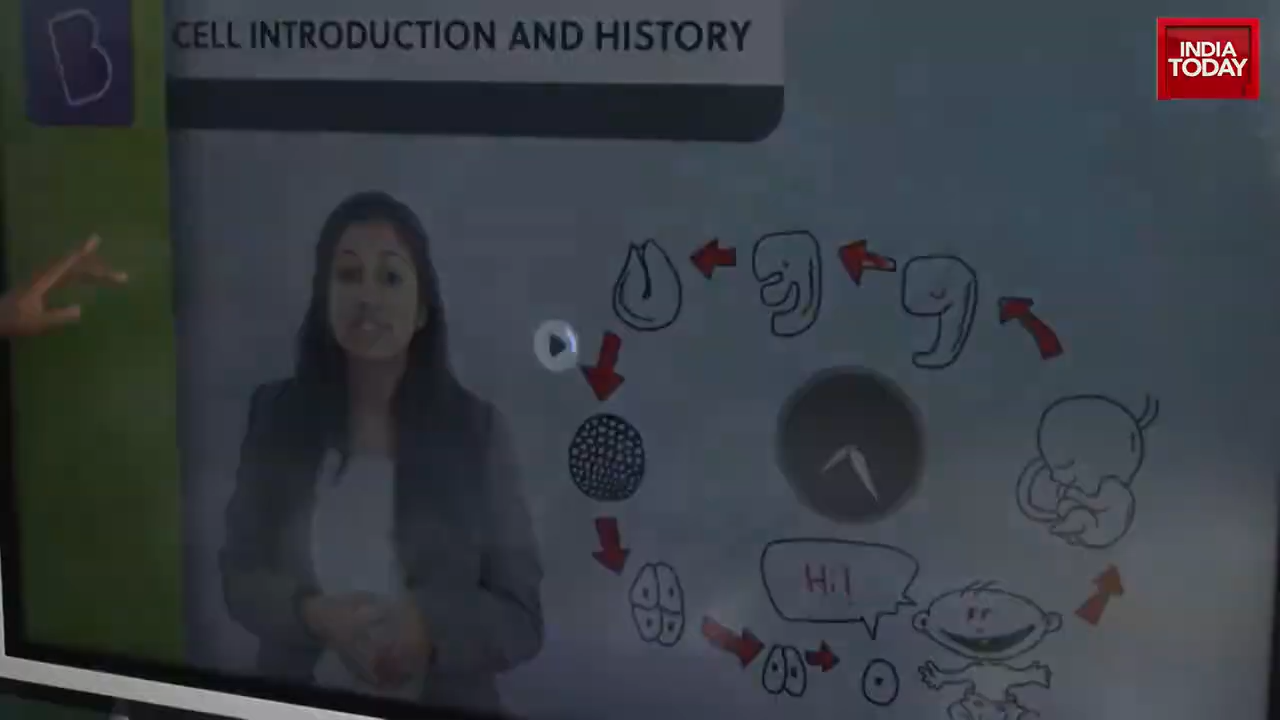 CELL INTRODUCTION AND HISTORY
INDIA
TODAY
B
Hi!